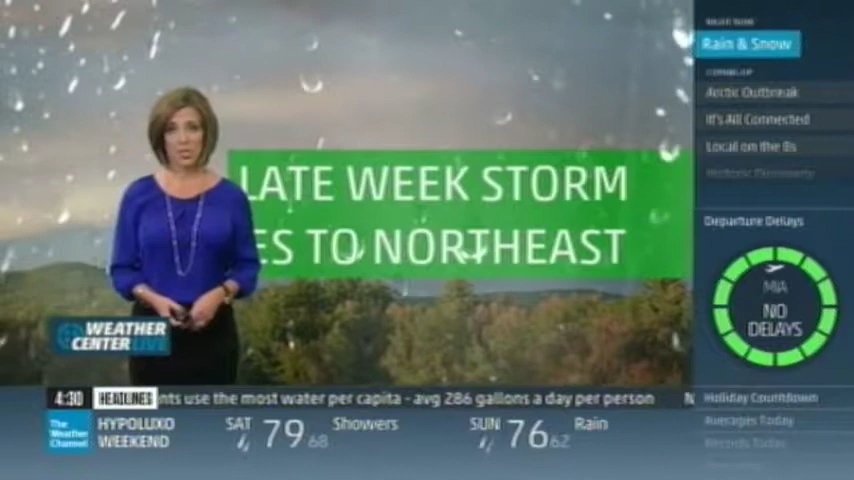 Rain & Snow
Arctic Outbreak
It's All Connected
Local on the 8s
LATE WEEK STORM
ES TO NORTHEAST
Departure Delays
MIA
NO
DELAYS
WEATHER
CENTER LIVE
4:30 HEADLINES nts use the most water per capita - avg 286 gallons a day per person N
Holiday Countdown
Averages Today
Records Today
The
Weather
Channel
HYPOLUXO
WEEKEND
SAT 79 68 Showers
SUN 76 62 Rain